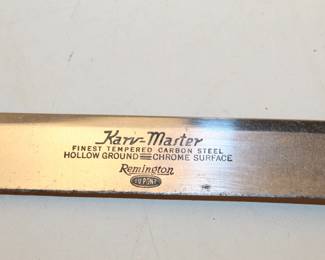 Karv-Master
FINEST TEMPERED CARBON STEEL
HOLLOW GROUND CHROME SURFACE
Remington
DU PONT